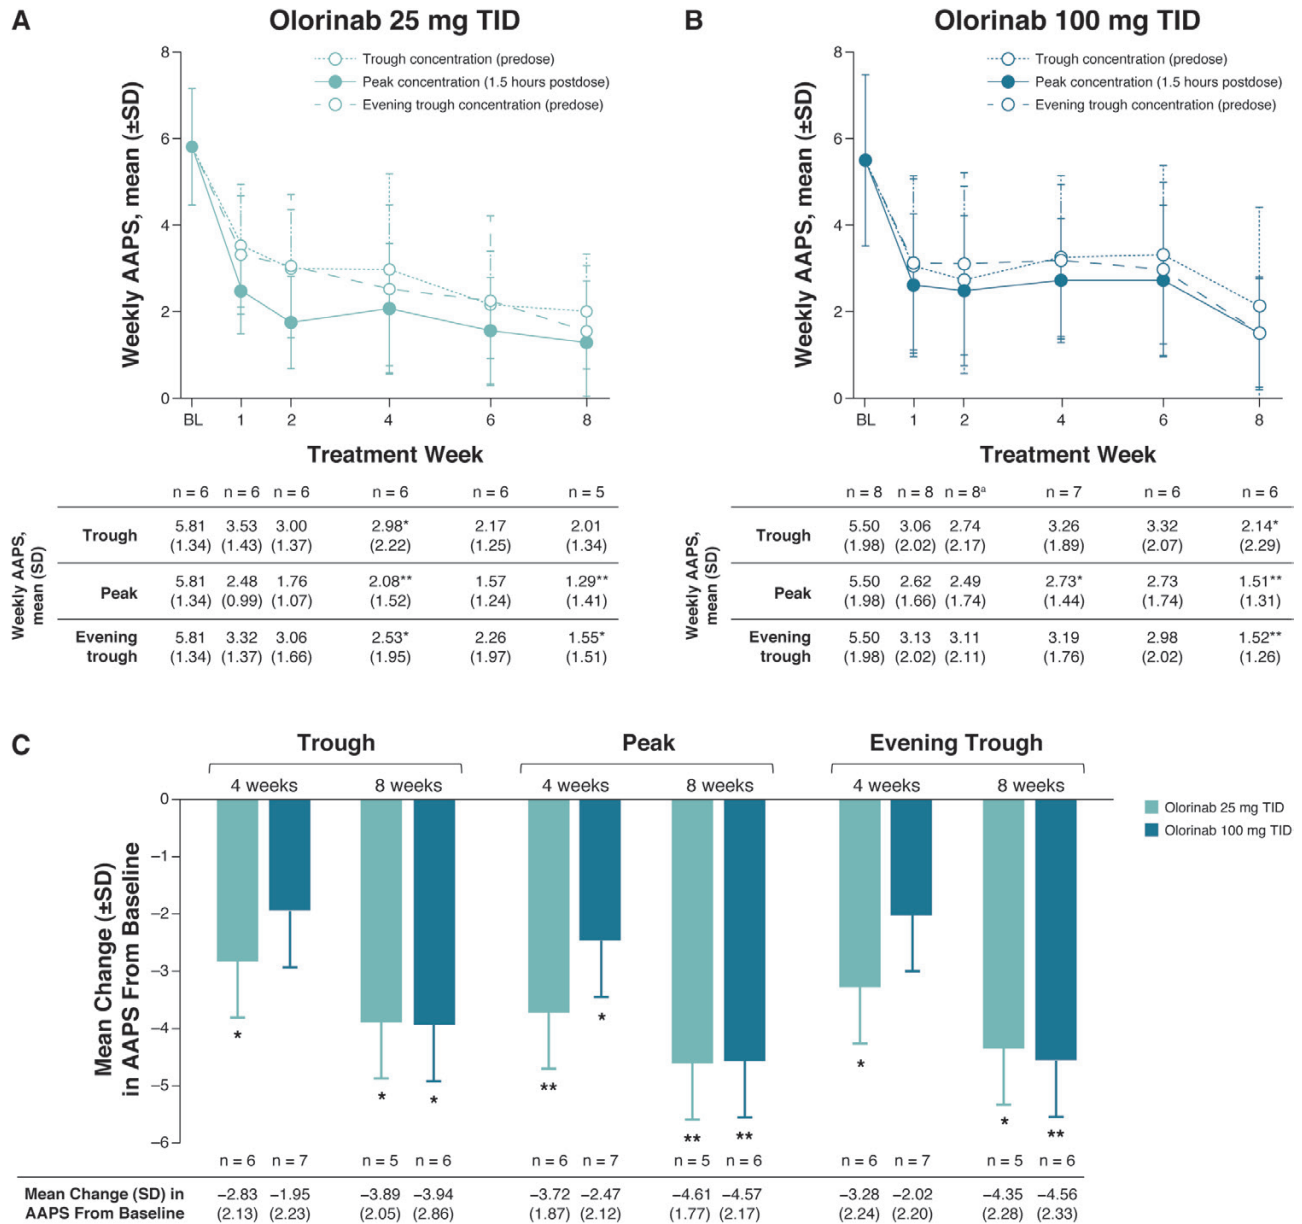 A
Olorinab 25 mg TID
Trough concentration (predose)
Peak concentration (1.5 hours postdose)
Evening trough concentration (predose)
Weekly AAPS, mean (±SD)
8
6
4
2
0
BL 1 2 4 6 8
Treatment Week
n = 6 n = 6 n = 6 n = 6 n = 6 n = 5
Weekly AAPS,
mean (SD)
Trough
5.81 3.53 3.00 2.98* 2.17 2.01
(1.34) (1.43) (1.37) (2.22) (1.25) (1.34)
Peak
5.81 2.48 1.76 2.08** 1.57 1.29**
(1.34) (0.99) (1.07) (1.52) (1.24) (1.41)
Evening
trough
5.81 3.32 3.06 2.53* 2.26 1.55*
(1.34) (1.37) (1.66) (1.95) (1.97) (1.51)
B
Olorinab 100 mg TID
Trough concentration (predose)
Peak concentration (1.5 hours postdose)
Evening trough concentration (predose)
Weekly AAPS, mean (±SD)
8
6
4
2
0
BL 1 2 4 6 8
Treatment Week
n = 8 n = 8 n = 8ª n = 7 n = 6 n = 6
Weekly AAPS,
mean (SD)
Trough
5.50 3.06 2.74 3.26 3.32 2.14*
(1.98) (2.02) (2.17) (1.89) (2.07) (2.29)
Peak
5.50 2.62 2.49 2.73* 2.73 1.51**
(1.98) (1.66) (1.74) (1.44) (1.74) (1.31)
Evening
trough
5.50 3.13 3.11 3.19 2.98 1.52**
(1.98) (2.02) (2.11) (1.76) (2.02) (1.26)
C
Trough Peak Evening Trough
4 weeks 8 weeks 4 weeks 8 weeks 4 weeks 8 weeks
Mean Change (±SD)
in AAPS From Baseline
0
−1
−2
−3
−4
−5
−6
* * * ** * ** ** * * **
Olorinab 25 mg TID
Olorinab 100 mg TID
n = 6 n = 7 n = 5 n = 6 n = 6 n = 7 n = 5 n = 6 n = 6 n = 7 n = 5 n = 6
Mean Change (SD) in
AAPS From Baseline
−2.83 −1.95 −3.89 −3.94 −3.72 −2.47 −4.61 −4.57 −3.28 −2.02 −4.35 −4.56
(2.13) (2.23) (2.05) (2.86) (1.87) (2.12) (1.77) (2.17) (2.24) (2.20) (2.28) (2.33)